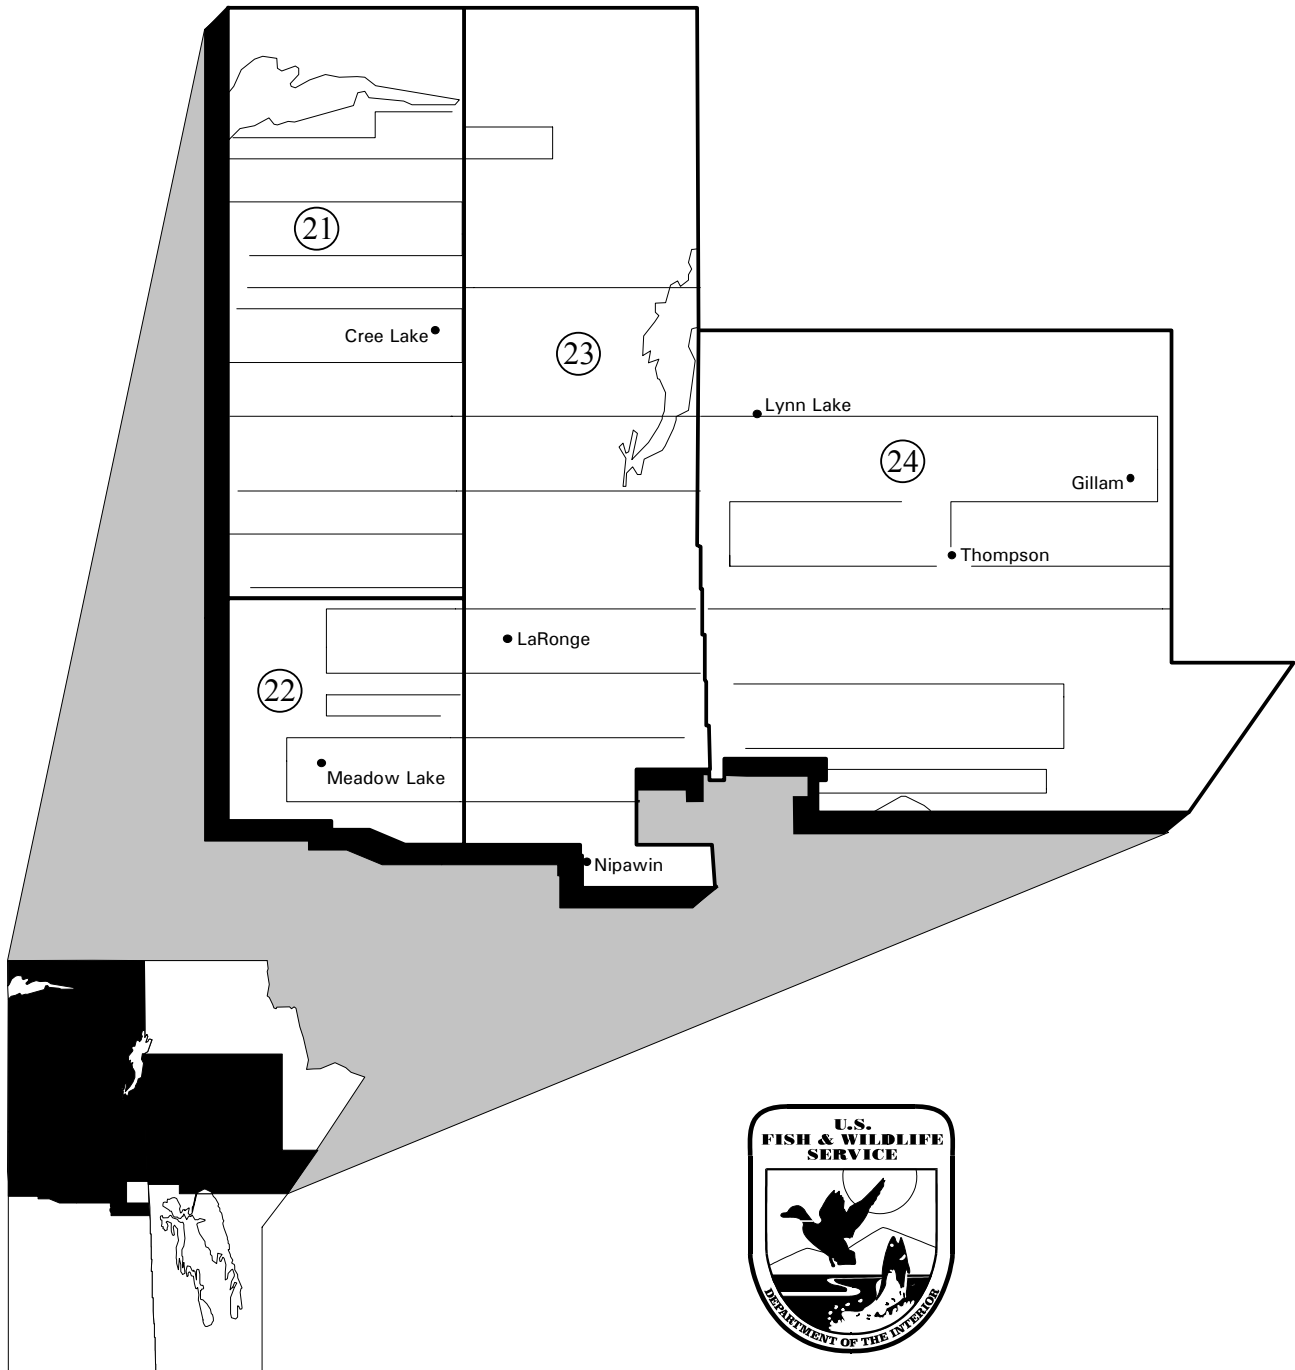 21
Cree Lake
23
Lynn Lake
24
Gillam
Thompson
LaRonge
22
Meadow Lake
Nipawin
U.S.
FISH & WILDLIFE
SERVICE
DEPARTMENT OF THE INTERIOR